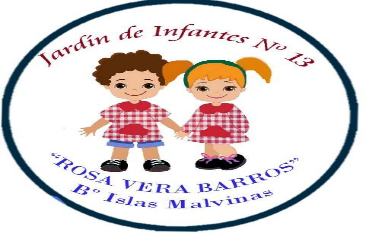 Jardín de Infantes Nº 13
"ROSA VERA BARROS"
Bº Islas Malvinas